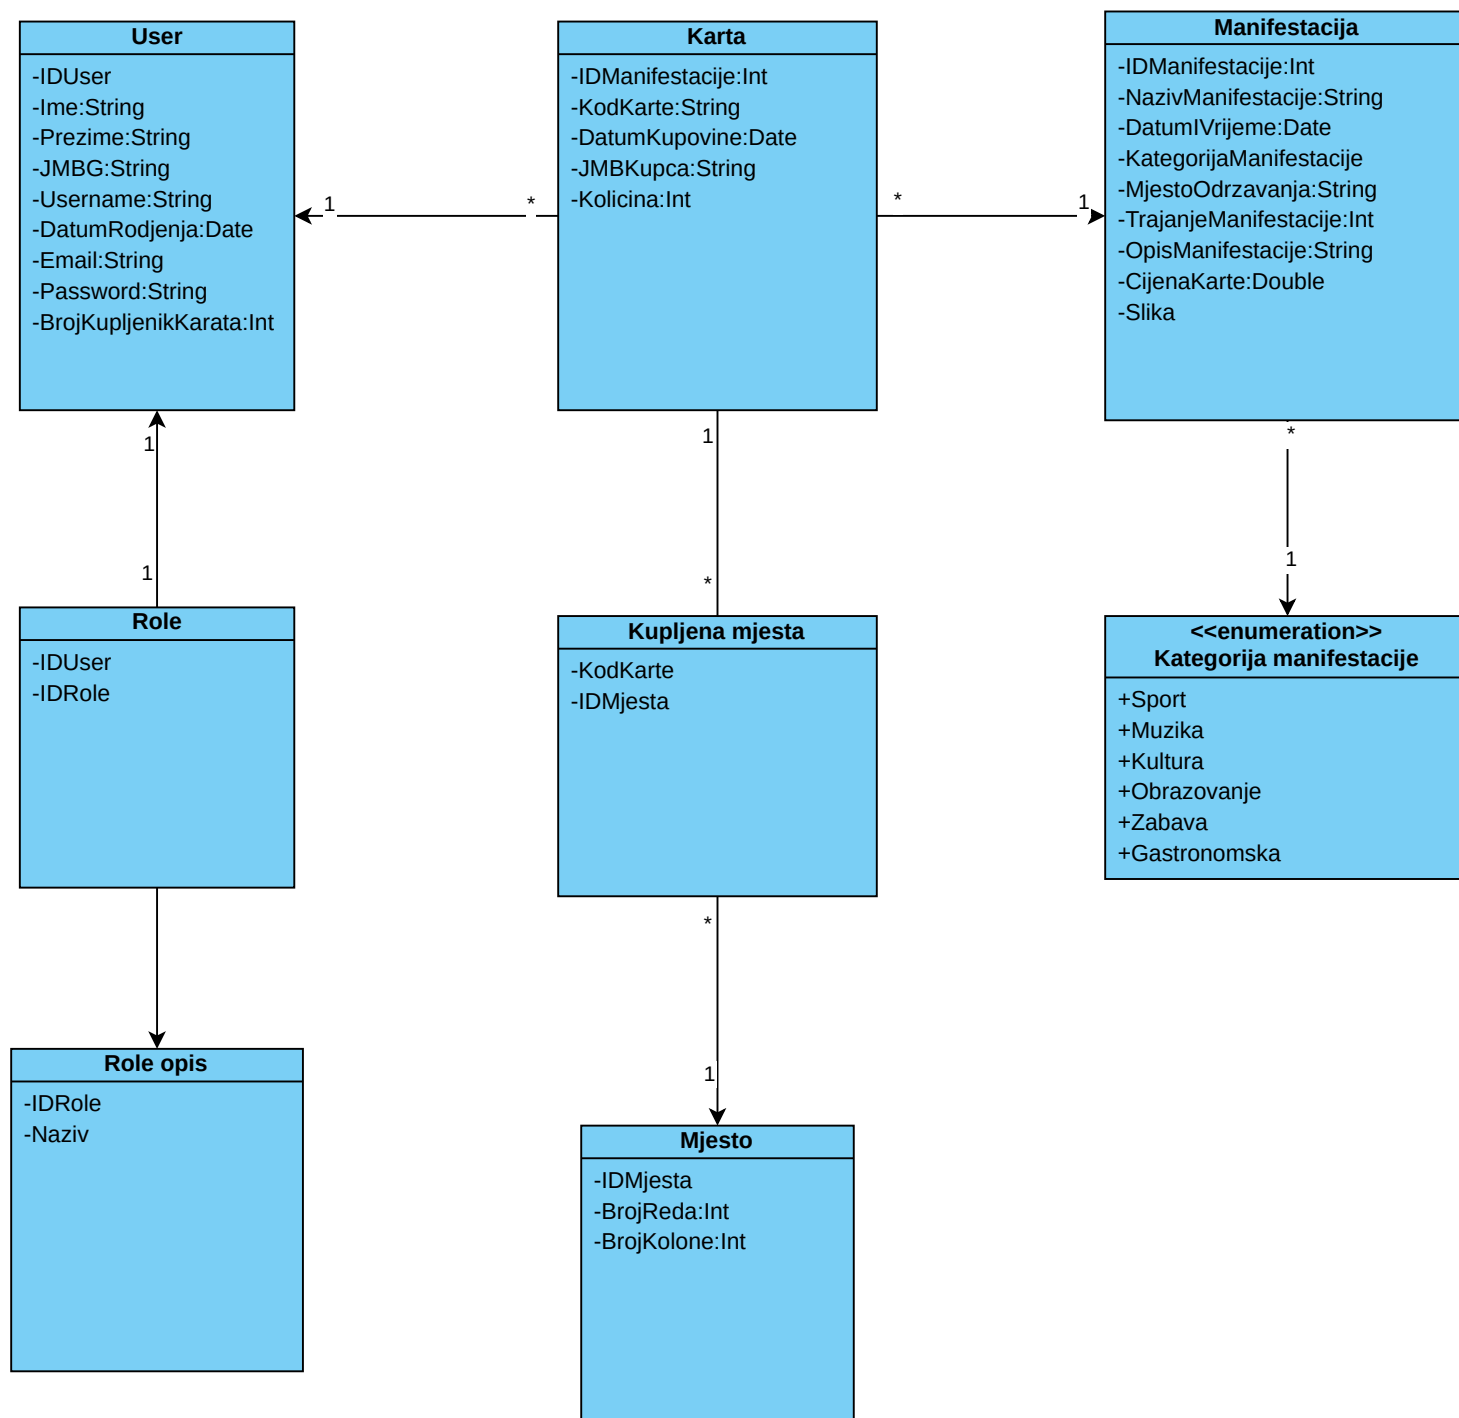 User
-IDUser
-Ime:String
-Prezime:String
-JMBG:String
-Username:String
-DatumRodjenja:Date
-Email:String
-Password:String
-BrojKupljenikKarata:Int
Karta
-IDManifestacije:Int
-KodKarte:String
-DatumKupovine:Date
-JMBKupca:String
-Kolicina:Int
Manifestacija
-IDManifestacije:Int
-NazivManifestacije:String
-DatumIVrijeme:Date
-KategorijaManifestacije
-MjestoOdrzavanja:String
-TrajanjeManifestacije:Int
-OpisManifestacije:String
-CijenaKarte:Double
-Slika
1
*
*
1
1
1
1
*
*
1
Role
-IDUser
-IDRole
Kupljena mjesta
-KodKarte
-IDMjesta
<<enumeration>>
Kategorija manifestacije
+Sport
+Muzika
+Kultura
+Obrazovanje
+Zabava
+Gastronomska
*
1
Role opis
-IDRole
-Naziv
Mjesto
-IDMjesta
-BrojReda:Int
-BrojKolone:Int